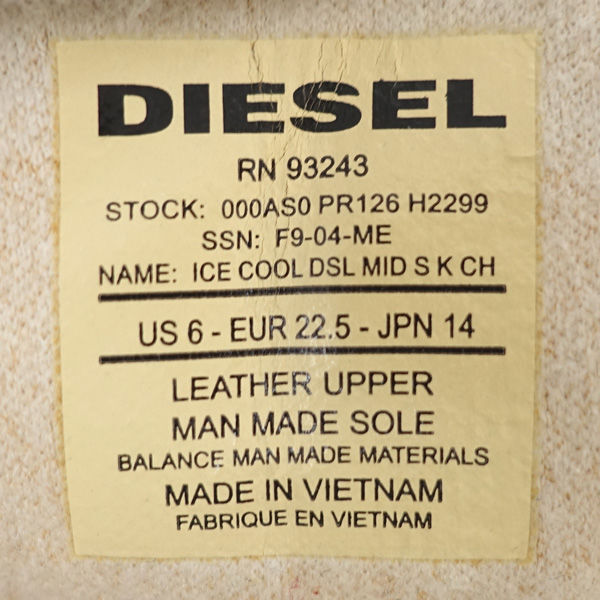 DIESEL
RN 93243
STOCK: 000AS0 PR126 H2299
SSN: F9-04-ME
NAME: ICE COOL DSL MID S K CH
US 6 - EUR 22.5 - JPN 14
LEATHER UPPER
MAN MADE SOLE
BALANCE MAN MADE MATERIALS
MADE IN VIETNAM
FABRIQUE EN VIETNAM